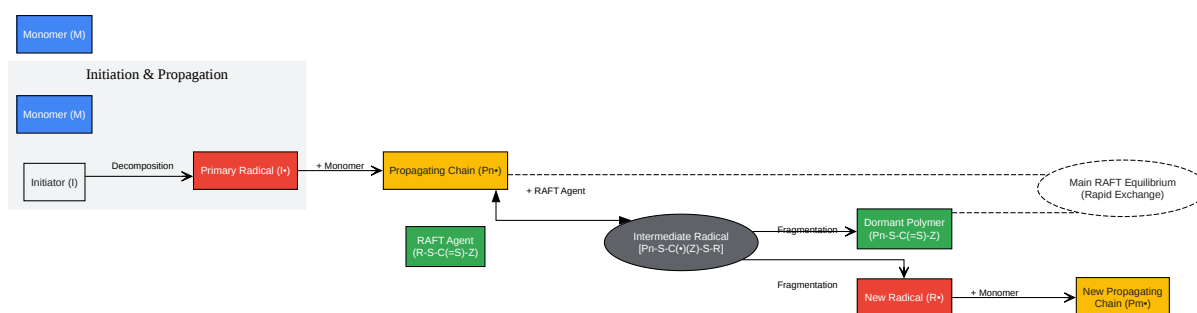 Monomer (M)
Initiation & Propagation
Monomer (M)
Initiator (I)
Decomposition
Primary Radical (I•)
+ Monomer
Propagating Chain (Pn•)
+ RAFT Agent
Main RAFT Equilibrium
(Rapid Exchange)
RAFT Agent
(R-S-C(=S)-Z)
Intermediate Radical
[Pn-S-C(•)(Z)-S-R]
Fragmentation
Dormant Polymer
(Pn-S-C(=S)-Z)
Fragmentation
New Radical (R•)
+ Monomer
New Propagating
Chain (Pm•)